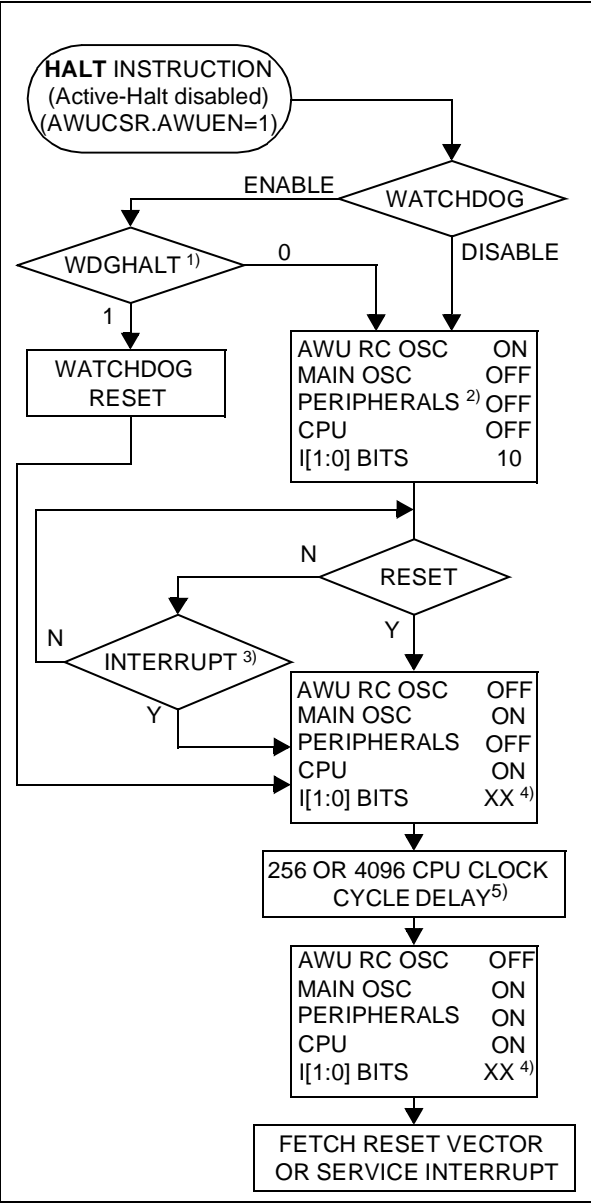 HALT INSTRUCTION
(Active-Halt disabled)
(AWUCSR.AWUEN=1)
ENABLE
WATCHDOG
WDGHALT 1)
0
DISABLE
1
WATCHDOG
RESET
AWU RC OSC ON
MAIN OSC OFF
PERIPHERALS 2) OFF
CPU OFF
I[1:0] BITS 10
N
RESET
Y
N
INTERRUPT 3)
Y
AWU RC OSC OFF
MAIN OSC ON
PERIPHERALS OFF
CPU ON
I[1:0] BITS XX 4)
256 OR 4096 CPU CLOCK
CYCLE DELAY5)
AWU RC OSC OFF
MAIN OSC ON
PERIPHERALS ON
CPU ON
I[1:0] BITS XX 4)
FETCH RESET VECTOR
OR SERVICE INTERRUPT